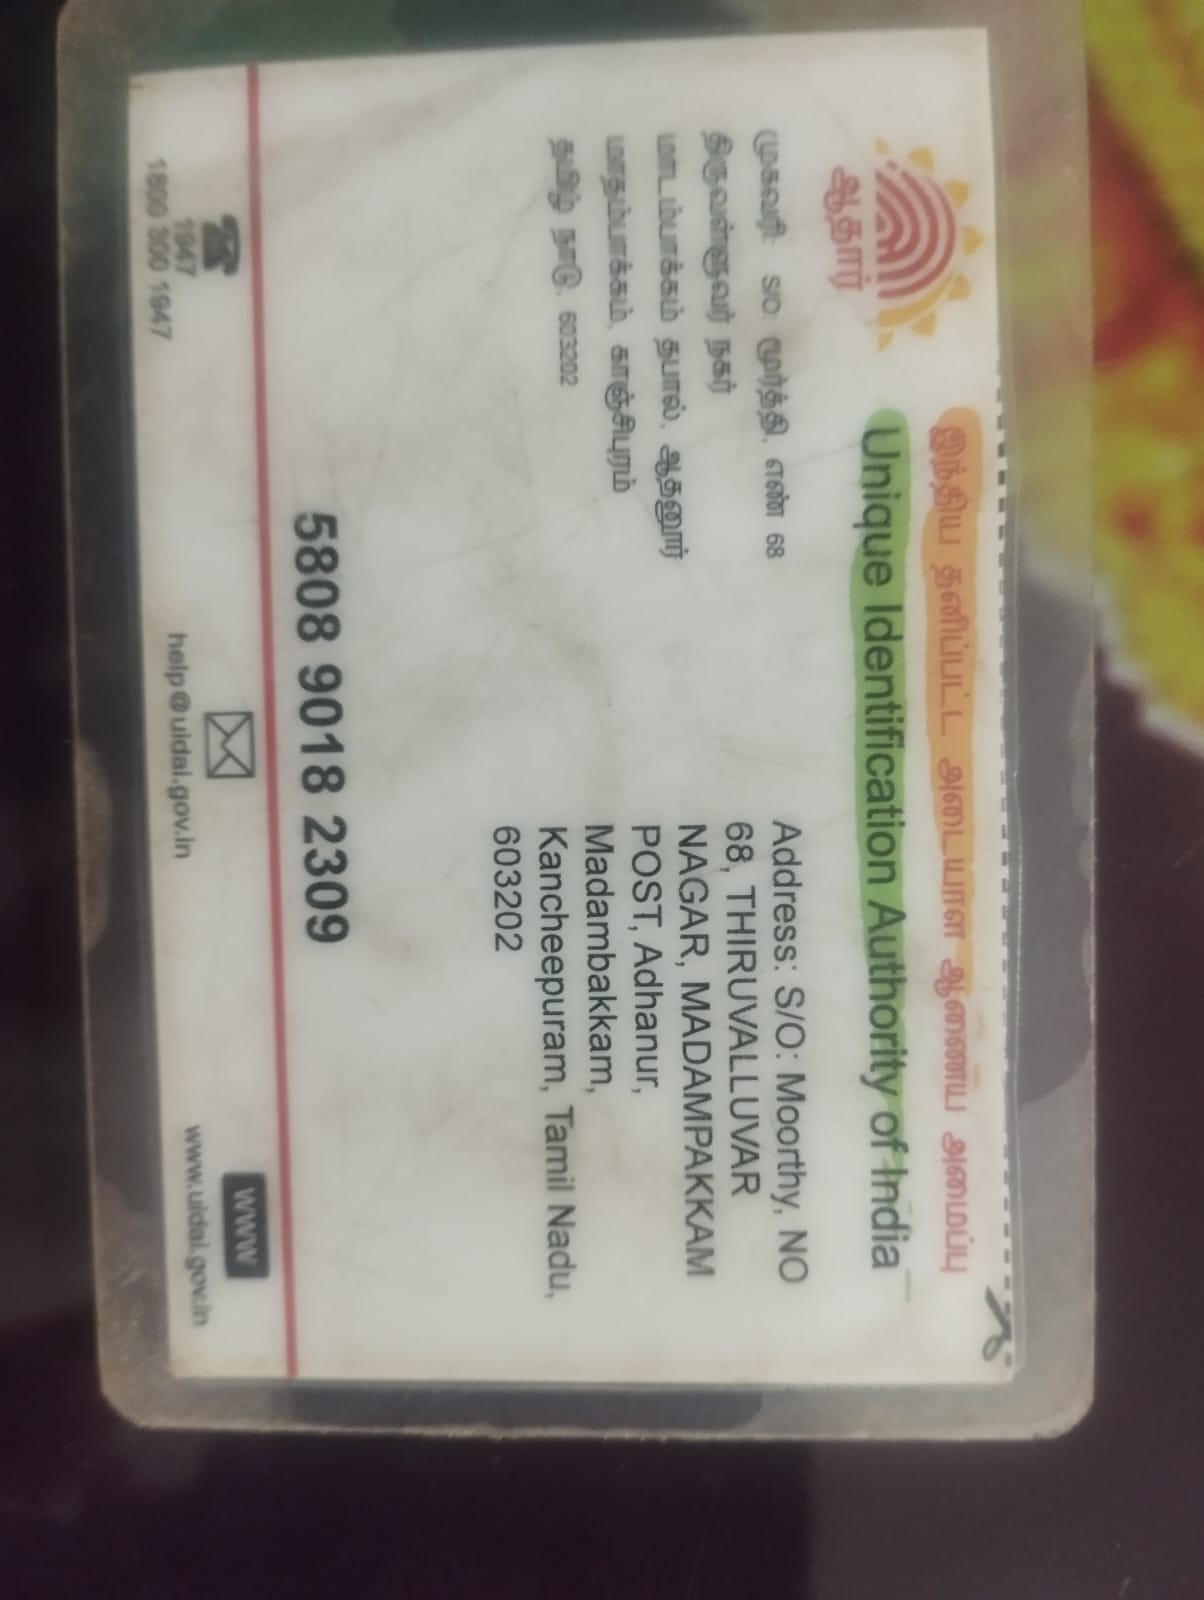 இந்திய தனிப்பட்ட அடையாள ஆணைய அமைப்பு
Unique Identification Authority of India
ஆதார்
முகவரி: S/O: மூர்த்தி, எண் 68
திருவள்ளுவர் நகர்
மாடம்பாக்கம் தபால், ஆதனூர்
மாதம்பாக்கம், காஞ்சிபுரம்
தமிழ் நாடு, 603202
Address: S/O: Moorthy, NO
68, THIRUVALLUVAR
NAGAR, MADAMPAKKAM
POST, Adhanur,
Madambakkam,
Kancheepuram, Tamil Nadu,
603202
5808 9018 2309
1947
1800 300 1947
help@uidai.gov.in
WWW
www.uidai.gov.in